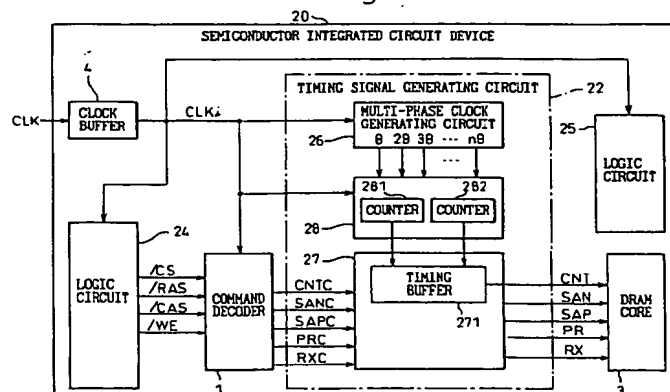 20
SEMICONDUCTOR INTEGRATED CIRCUIT DEVICE
4
CLK
CLOCK BUFFER
CLKi
TIMING SIGNAL GENERATING CIRCUIT
22
MULTI-PHASE CLOCK GENERATING CIRCUIT
26
θ 2θ 3θ --- nθ
---
25
LOGIC CIRCUIT
281
282
COUNTER
COUNTER
28
24
LOGIC CIRCUIT
/CS
/RAS
/CAS
/WE
COMMAND DECODER
CNTC
SANC
SAPC
PRC
RXC
27
TIMING BUFFER
271
CNT
SAN
SAP
PR
RX
DRAM CORE